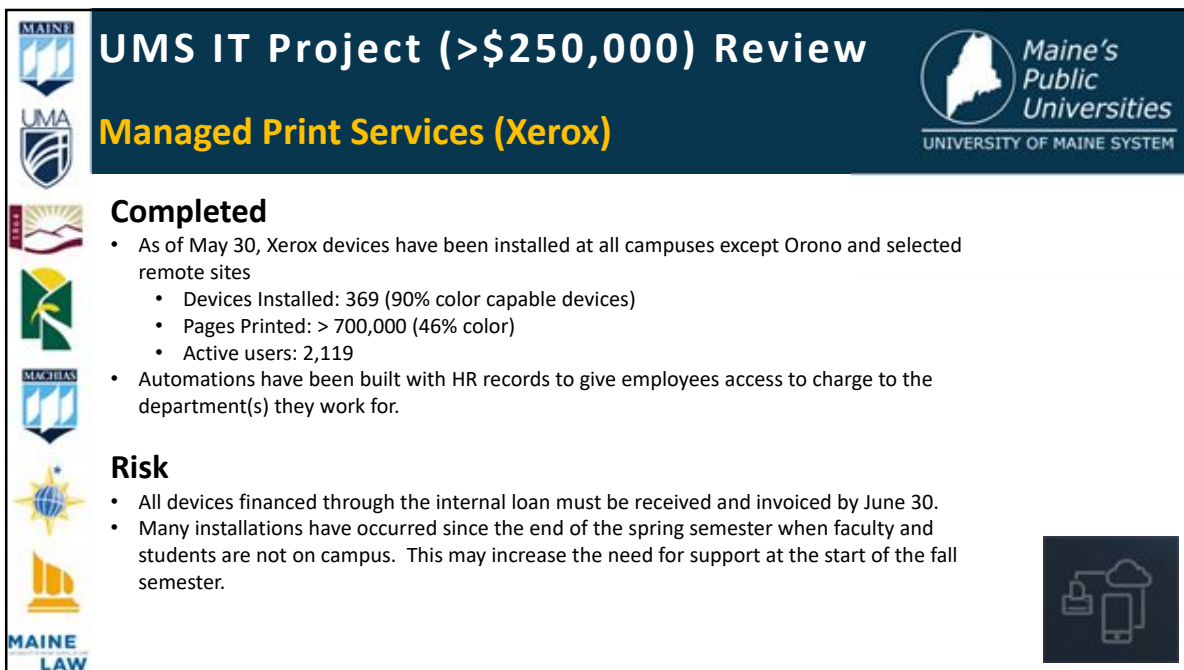 UMS IT Project (>$250,000) Review
Managed Print Services (Xerox)
Maine's
Public
Universities
UNIVERSITY OF MAINE SYSTEM
MAINE
UMA
1864
MACHIAS
MAINE
LAW
Completed
• As of May 30, Xerox devices have been installed at all campuses except Orono and selected
remote sites
• Devices Installed: 369 (90% color capable devices)
• Pages Printed: > 700,000 (46% color)
• Active users: 2,119
• Automations have been built with HR records to give employees access to charge to the
department(s) they work for.
Risk
• All devices financed through the internal loan must be received and invoiced by June 30.
• Many installations have occurred since the end of the spring semester when faculty and
students are not on campus.  This may increase the need for support at the start of the fall
semester.